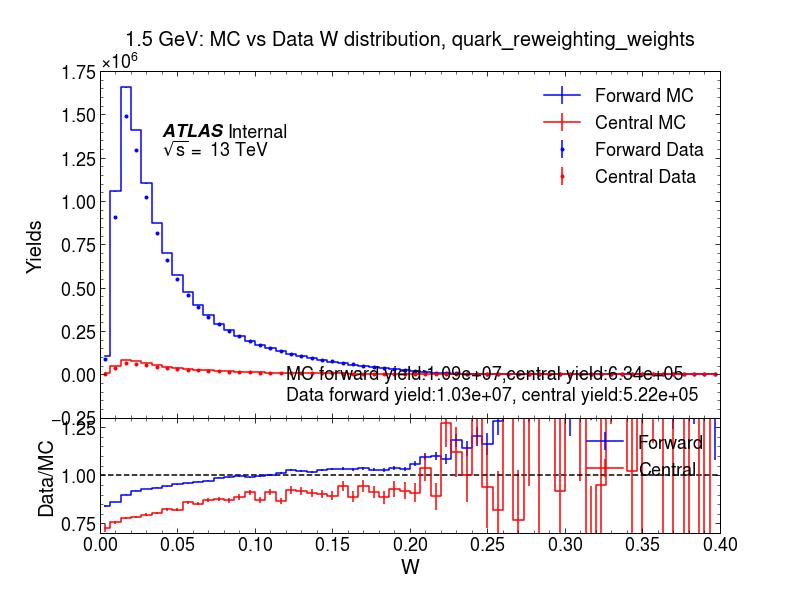 1.5 GeV: MC vs Data W distribution, quark_reweighting_weights
×10⁶
1.75
1.50
1.25
1.00
0.75
0.50
0.25
0.00
−0.25
Yields
ATLAS Internal
√s = 13 TeV
Forward MC
Central MC
Forward Data
Central Data
MC forward yield:1.09e+07,central yield:6.34e+05
Data forward yield:1.03e+07, central yield:5.22e+05
1.25
1.00
0.75
Data/MC
Forward
Central
0.00 0.05 0.10 0.15 0.20 0.25 0.30 0.35 0.40
W